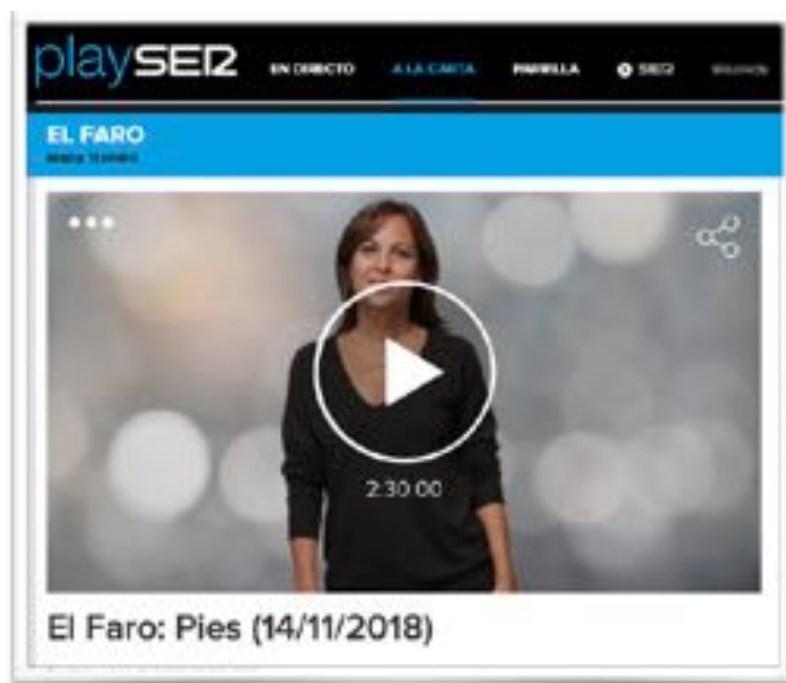 playSER
EN DIRECTO A LA CARTA PARRILLA SER
EL FARO
2:30:00
El Faro: Pies (14/11/2018)